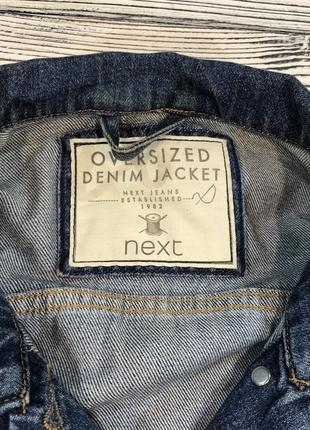 OVERSIZED
DENIM JACKET
NEXT JEANS
ESTABLISHED
1982
next